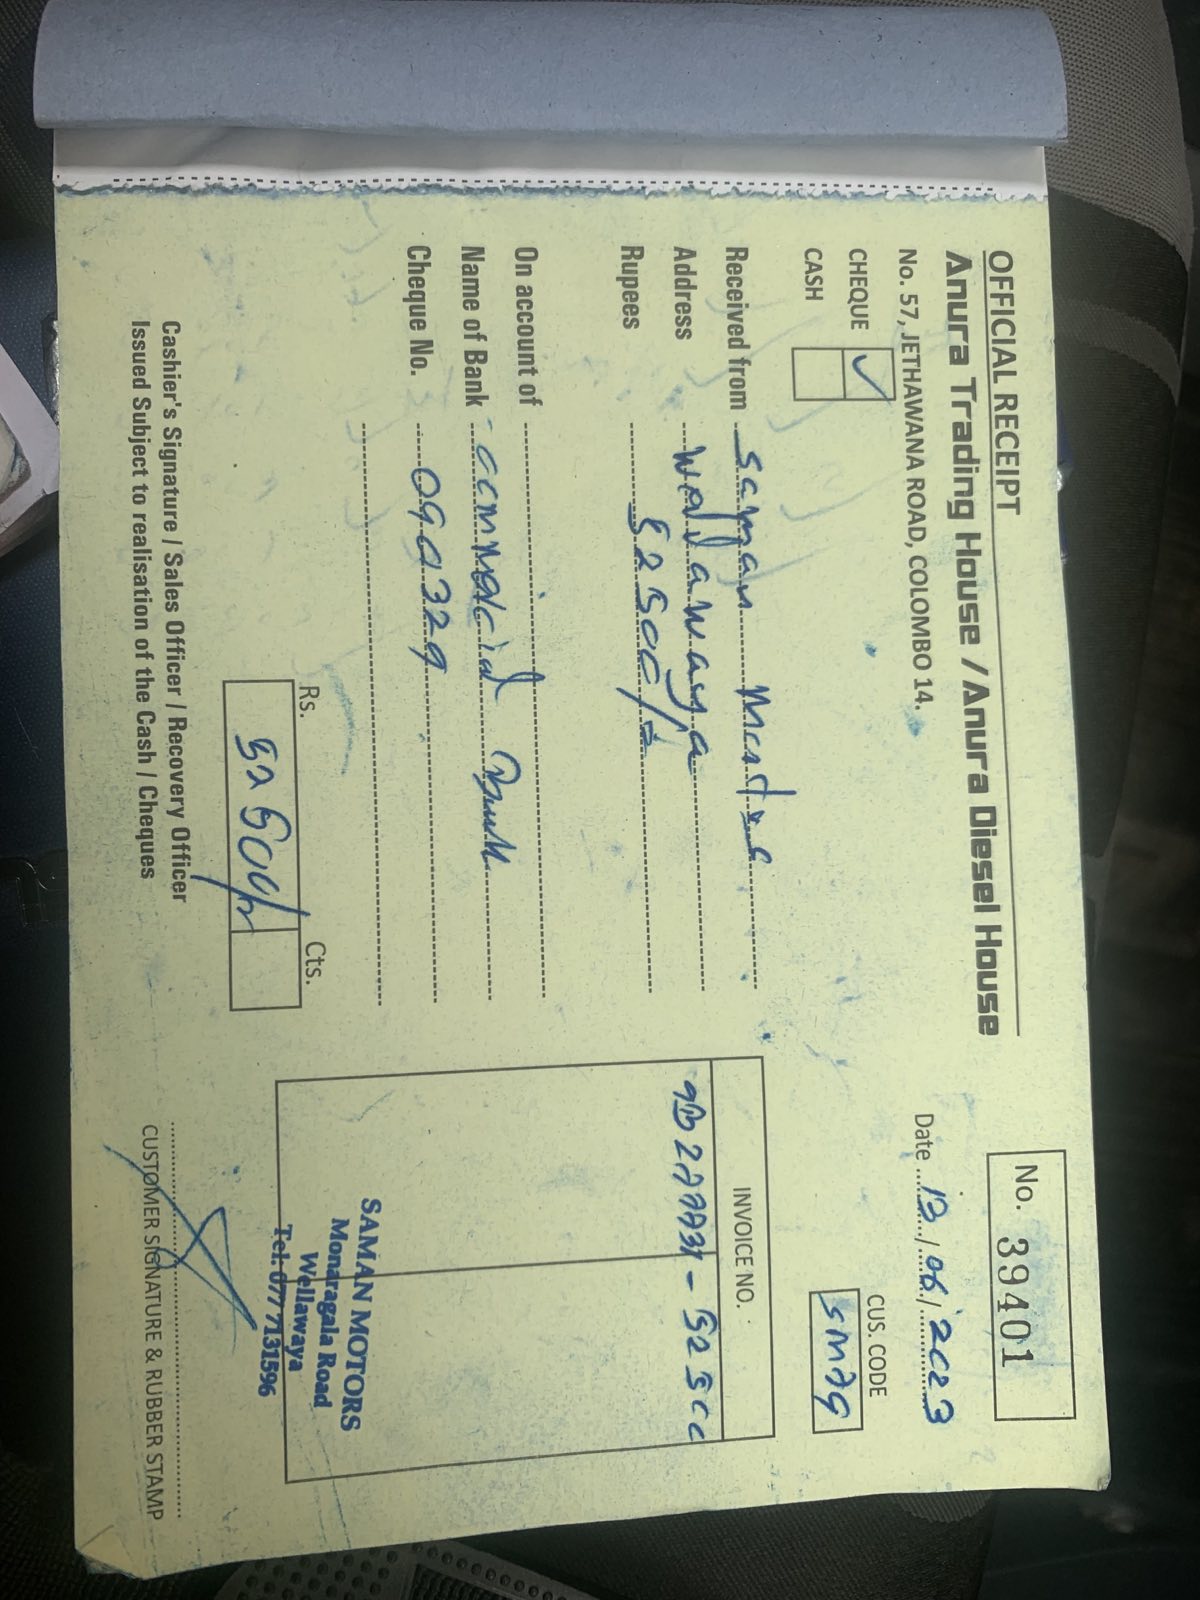 OFFICIAL RECEIPT
Anura Trading House / Anura Diesel House
No. 57, JETHAWANA ROAD, COLOMBO 14.
No. 39401
Date 13/06/2023
CHEQUE ✓
CASH
CUS. CODE
Received from saman Motors
Address wellawaya
Rupees 52500/=
On account of
Name of Bank commercial Bank
Cheque No. 090329
INVOICE NO.
- 52500
Rs. Cts.
52500/=
SAMAN MOTORS
Monaragala Road
Wellawaya
Tel: 077 7131596
Cashier's Signature / Sales Officer / Recovery Officer
Issued Subject to realisation of the Cash / Cheques
CUSTOMER SIGNATURE & RUBBER STAMP